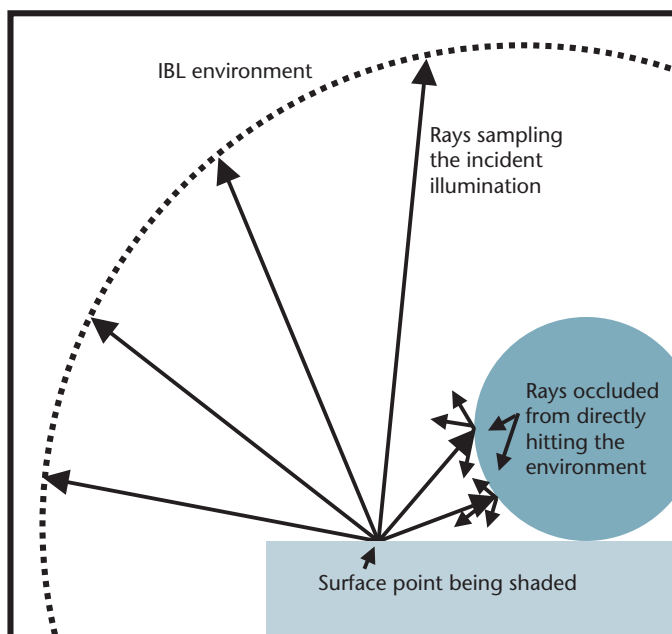 IBL environment
Rays sampling
the incident
illumination
Rays occluded
from directly
hitting the
environment
Surface point being shaded